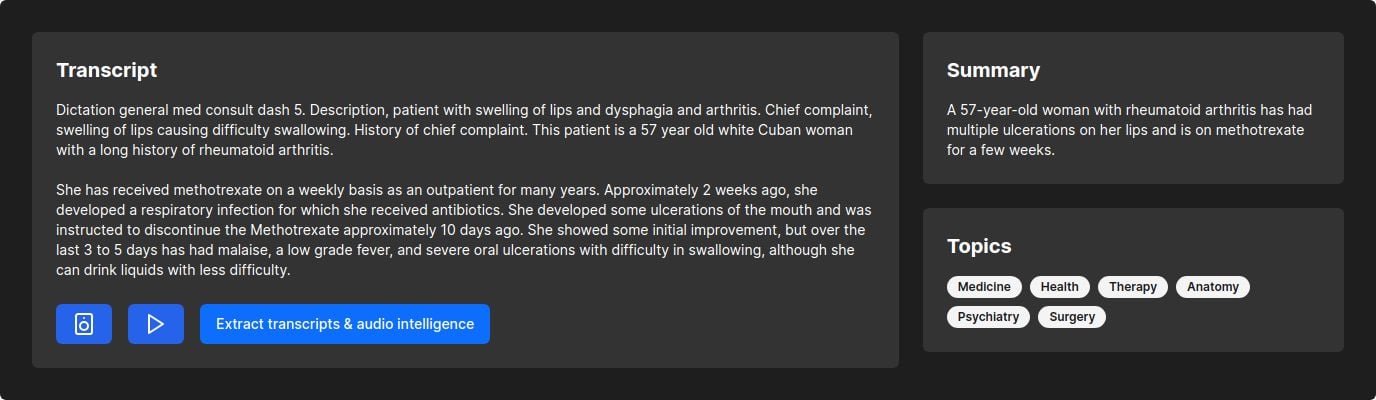 Transcript
Dictation general med consult dash 5. Description, patient with swelling of lips and dysphagia and arthritis. Chief complaint,
swelling of lips causing difficulty swallowing. History of chief complaint. This patient is a 57 year old white Cuban woman
with a long history of rheumatoid arthritis.
She has received methotrexate on a weekly basis as an outpatient for many years. Approximately 2 weeks ago, she
developed a respiratory infection for which she received antibiotics. She developed some ulcerations of the mouth and was
instructed to discontinue the Methotrexate approximately 10 days ago. She showed some initial improvement, but over the
last 3 to 5 days has had malaise, a low grade fever, and severe oral ulcerations with difficulty in swallowing, although she
can drink liquids with less difficulty.
Extract transcripts & audio intelligence
Summary
A 57-year-old woman with rheumatoid arthritis has had
multiple ulcerations on her lips and is on methotrexate
for a few weeks.
Topics
Medicine Health Therapy Anatomy
Psychiatry Surgery